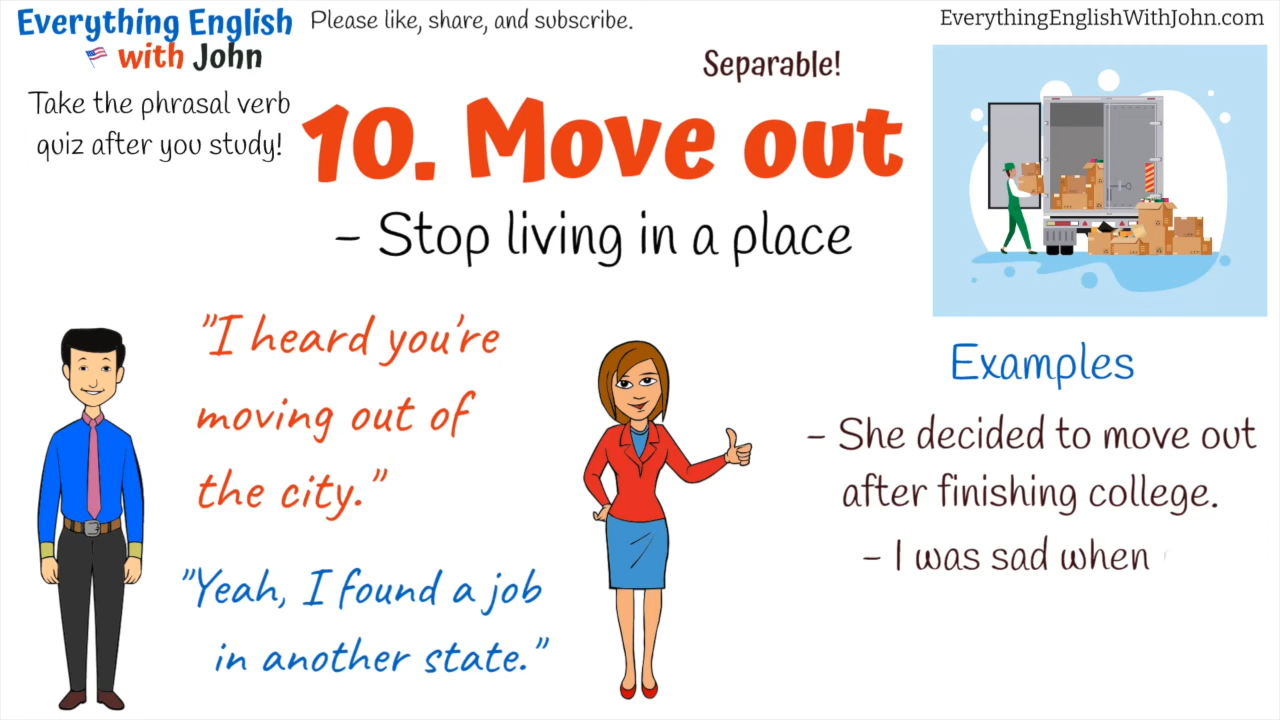 Everything English
with John
Please like, share, and subscribe.
EverythingEnglishWithJohn.com
Take the phrasal verb
quiz after you study!
Separable!
10. Move out
- Stop living in a place
"I heard you're
moving out of
the city."
"Yeah, I found a job
in another state."
Examples
- She decided to move out
after finishing college.
- I was sad when